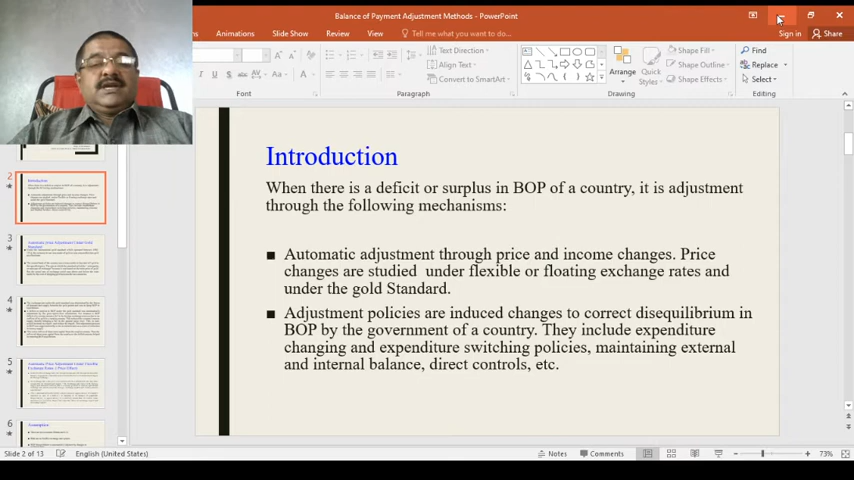 Balance of Payment Adjustment Methods - PowerPoint
Sign in
Share
Animations
Slide Show
Review
View
Tell me what you want to do...
Text Direction
Align Text
Convert to SmartArt
Arrange
Quick
Styles
Shape Fill
Shape Outline
Shape Effects
Find
Replace
Select
Font
Paragraph
Drawing
Editing
2
3
4
5
6
Introduction
When there is a deficit or surplus in BOP of a country, it is adjustment
through the following mechanisms:
■ Automatic adjustment through price and income changes. Price
changes are studied under flexible or floating exchange rates and
under the gold Standard.
■ Adjustment policies are induced changes to correct disequilibrium in
BOP by the government of a country. They include expenditure
changing and expenditure switching policies, maintaining external
and internal balance, direct controls, etc.
Slide 2 of 13
English (United States)
Notes
Comments
73%